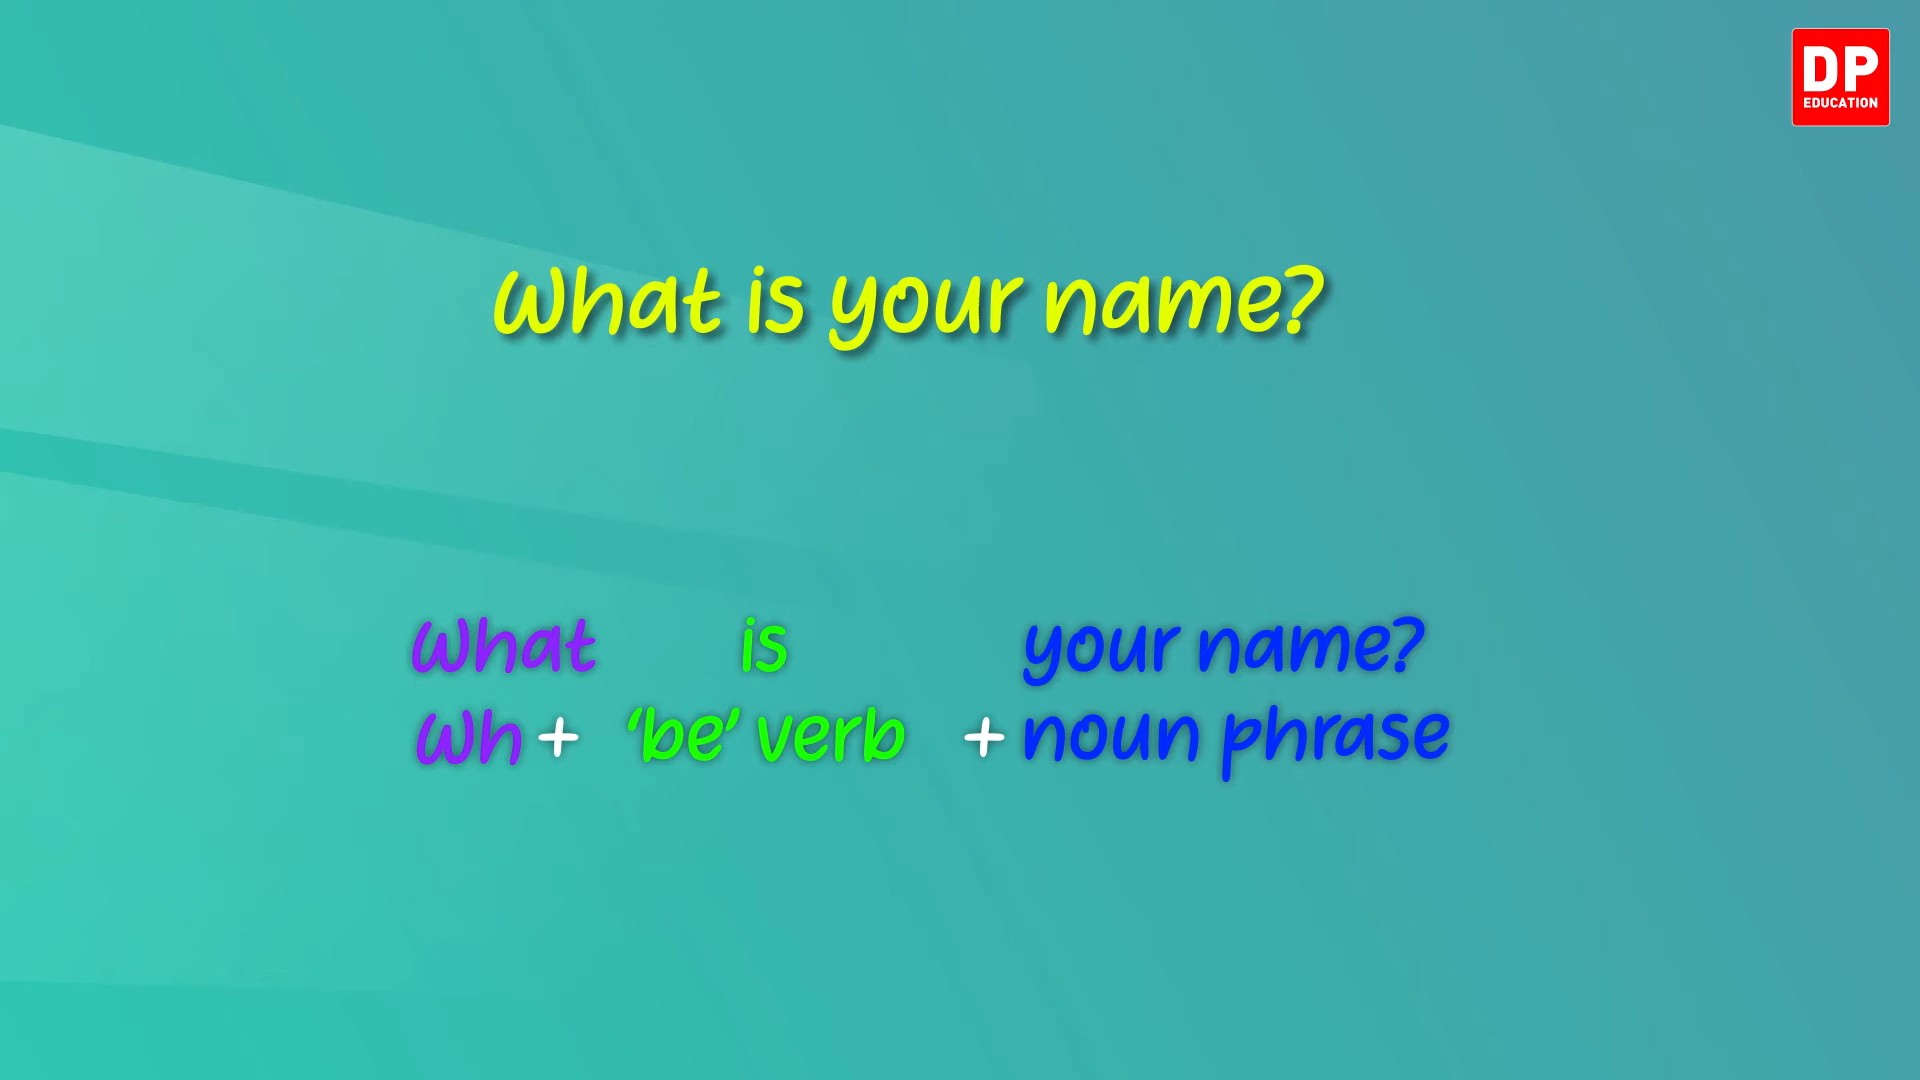 DP
EDUCATION
What is your name?
What is your name?
Wh + ‘be’ verb + noun phrase